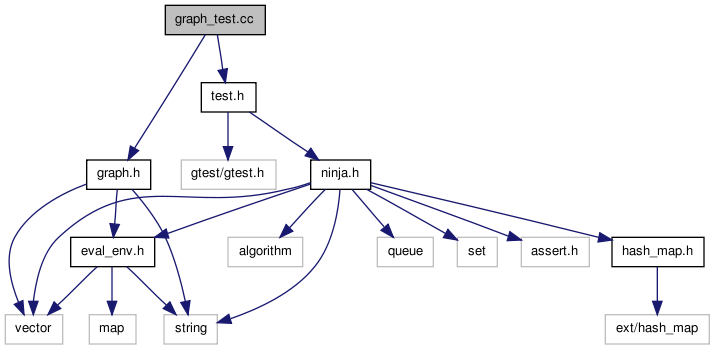 graph_test.cc
test.h
graph.h
gtest/gtest.h
ninja.h
eval_env.h
algorithm
queue
set
assert.h
hash_map.h
vector
map
string
ext/hash_map